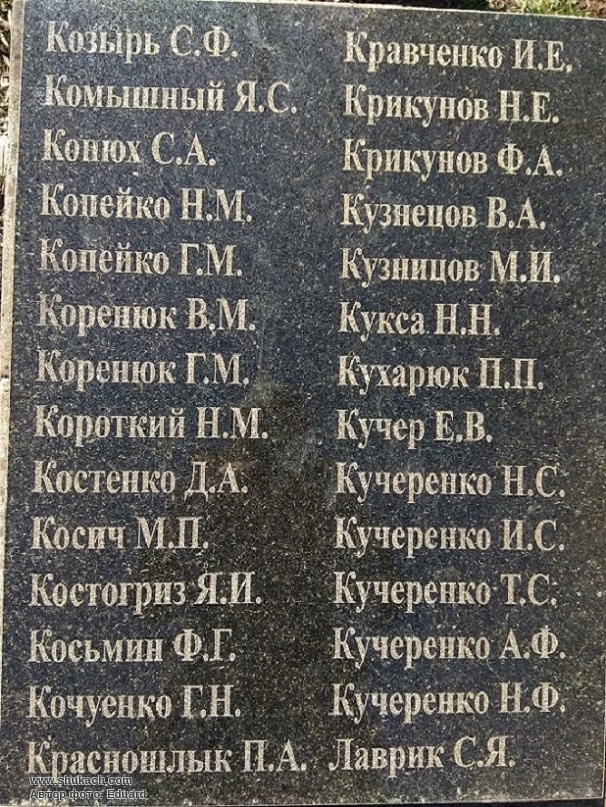 Козырь С.Ф.
Комышный Я.С.
Конюх С.А.
Копейко Н.М.
Копейко Г.М.
Коренюк В.М.
Коренюк Г.М.
Короткий Н.М.
Костенко Д.А.
Косич М.П.
Костогриз Я.И.
Косьмин Ф.Г.
Кочуенко Г.Н.
Красношлык П.А.
Кравченко И.Е.
Крикунов Н.Е.
Крикунов Ф.А.
Кузнецов В.А.
Кузницов М.И.
Кукса Н.Н.
Кухарюк П.П.
Кучер Е.В.
Кучеренко Н.С.
Кучеренко И.С.
Кучеренко Т.С.
Кучеренко А.Ф.
Кучеренко Н.Ф.
Лаврик С.Я.
www.shukach.com
Автор фото: Eduard